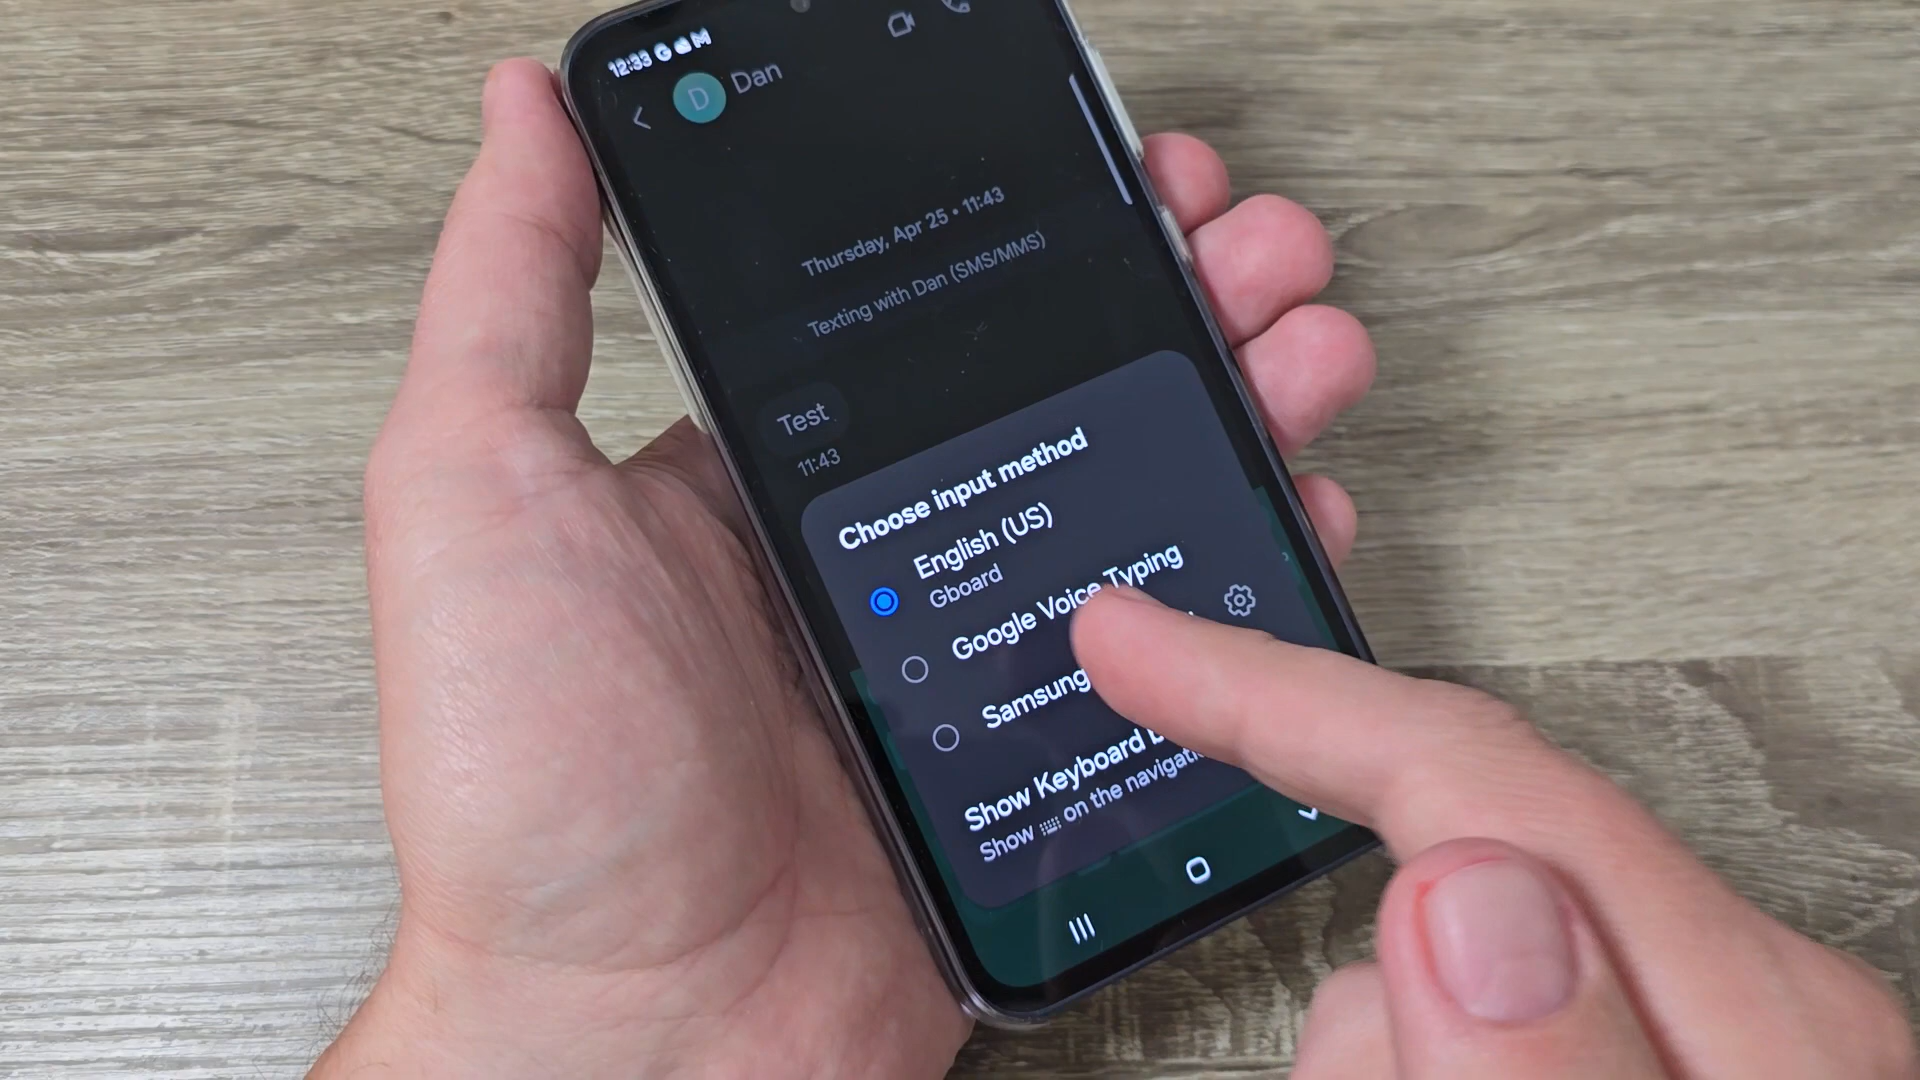 12:33 G M
D Dan
Thursday, Apr 25 • 11:43
Texting with Dan (SMS/MMS)
Test
11:43
Choose input method
English (US)
Gboard
Google Voice Typing
Samsung
Show Keyboard
Show on the